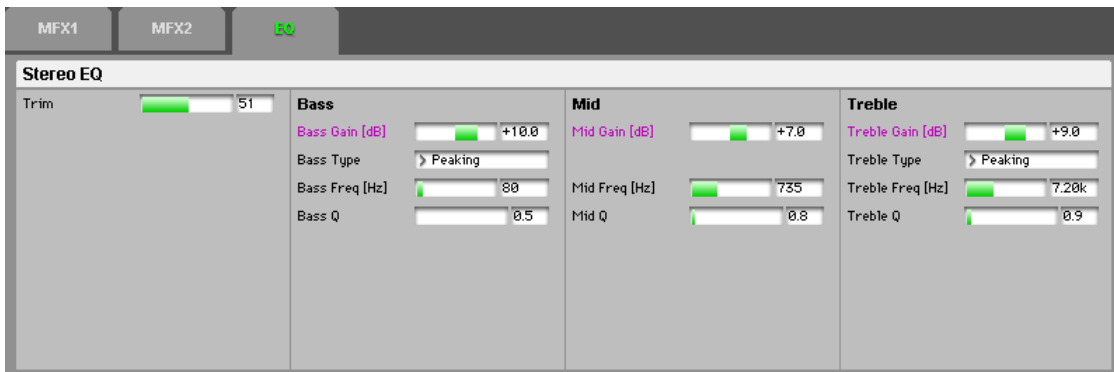 MFX1 MFX2 EQ
Stereo EQ
Trim 51
Bass
Bass Gain [dB] +10.0
Bass Type > Peaking
Bass Freq [Hz] 80
Bass Q 0.5
Mid
Mid Gain [dB] +7.0
Mid Freq [Hz] 735
Mid Q 0.8
Treble
Treble Gain [dB] +9.0
Treble Type > Peaking
Treble Freq [Hz] 7.20k
Treble Q 0.9